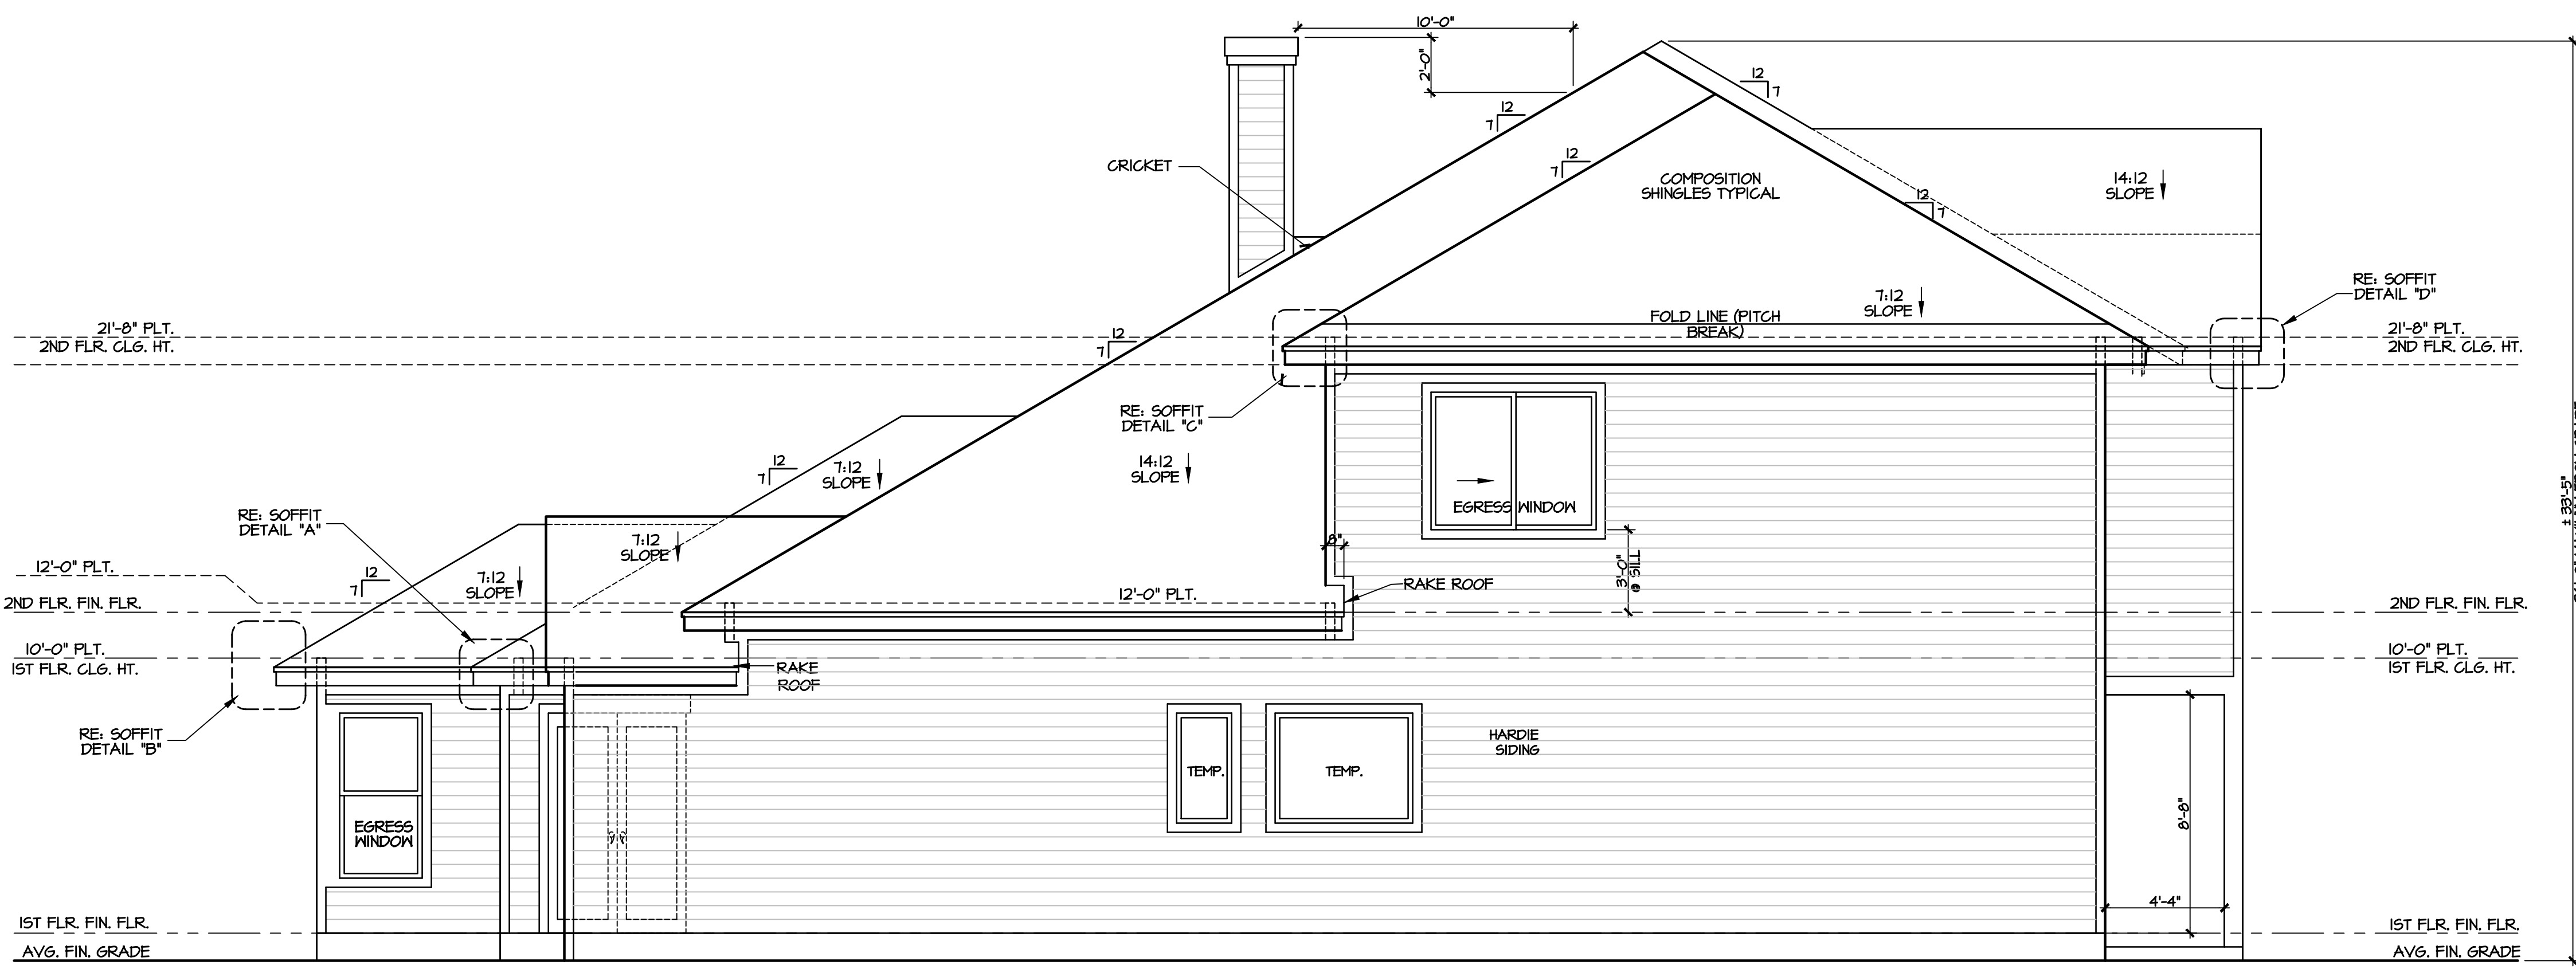 10'-0"
2'-0"
12
7
12
7
12
7
CRICKET
COMPOSITION
SHINGLES TYPICAL
14:12
SLOPE
12
7
RE: SOFFIT
DETAIL "D"
7:12
SLOPE
FOLD LINE (PITCH
BREAK)
21'-8" PLT.
2ND FLR. CLG. HT.
12
7
21'-8" PLT.
2ND FLR. CLG. HT.
RE: SOFFIT
DETAIL "C"
12
7
7:12
SLOPE
14:12
SLOPE
EGRESS WINDOW
RE: SOFFIT
DETAIL "A"
7:12
SLOPE
8"
3'-0"
@ SILL
± 33'-5"
12'-0" PLT.
12
7
7:12
SLOPE
RAKE ROOF
12'-0" PLT.
2ND FLR. FIN. FLR.
2ND FLR. FIN. FLR.
10'-0" PLT.
1ST FLR. CLG. HT.
RAKE
ROOF
10'-0" PLT.
1ST FLR. CLG. HT.
RE: SOFFIT
DETAIL "B"
HARDIE
SIDING
TEMP.
TEMP.
EGRESS
WINDOW
8'-8"
4'-4"
1ST FLR. FIN. FLR.
AVG. FIN. GRADE
1ST FLR. FIN. FLR.
AVG. FIN. GRADE